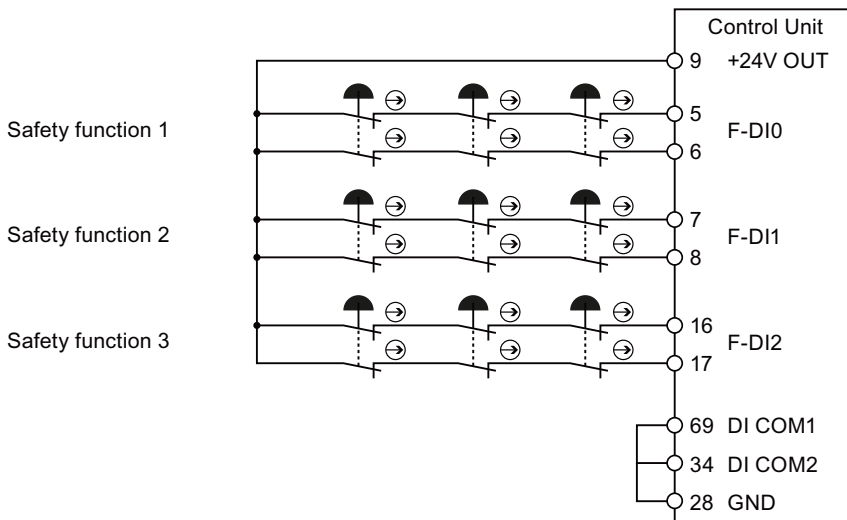 Control Unit
9 +24V OUT
Safety function 1
5
F-DI0
6
Safety function 2
7
F-DI1
8
Safety function 3
16
F-DI2
17
69 DI COM1
34 DI COM2
28 GND